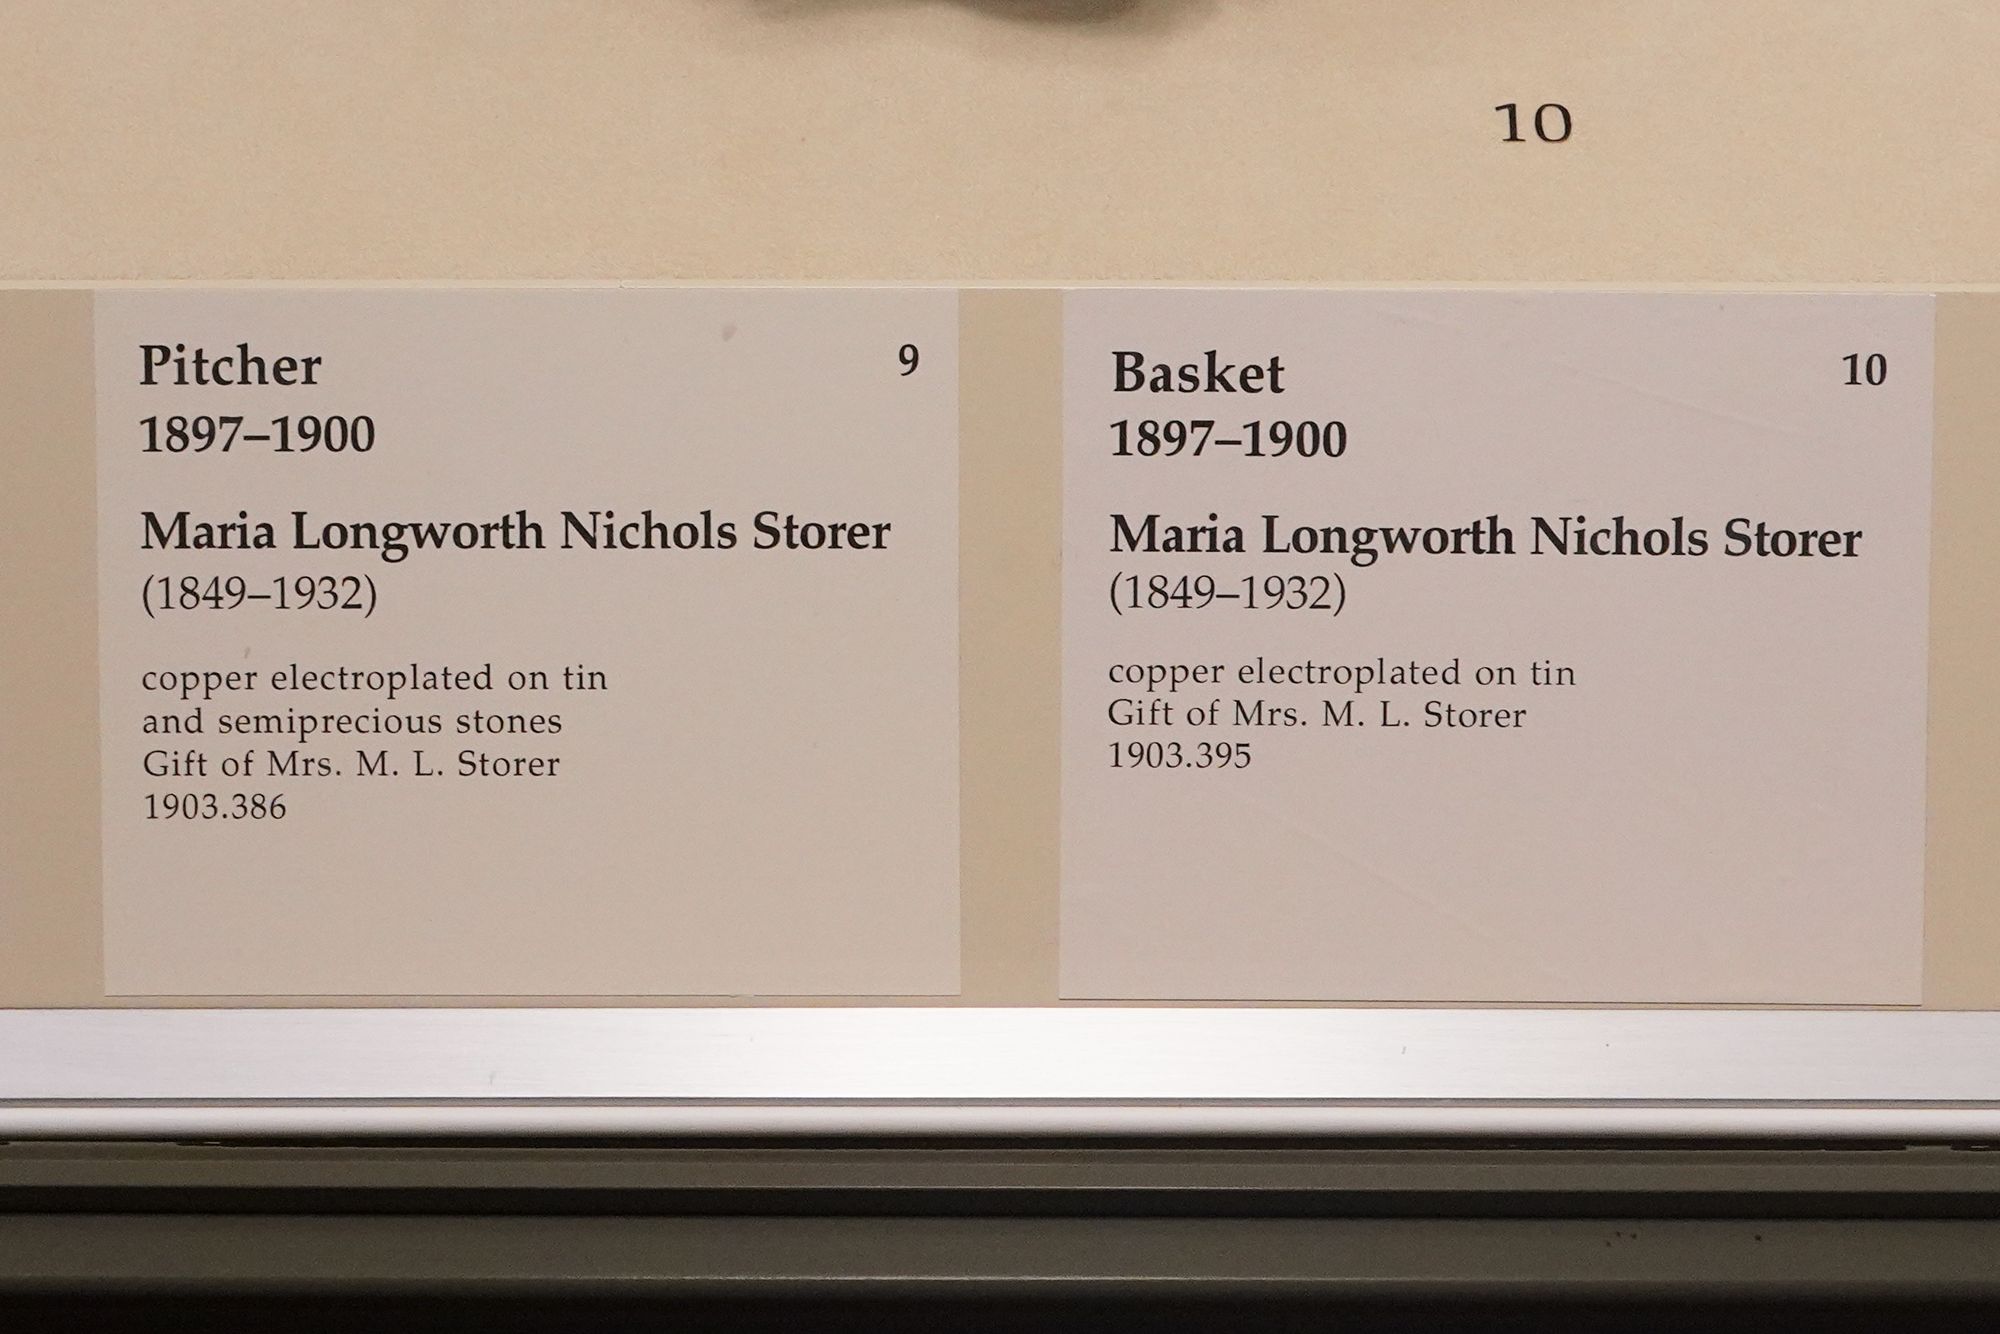 10
Pitcher 9
1897–1900
Maria Longworth Nichols Storer
(1849–1932)
copper electroplated on tin
and semiprecious stones
Gift of Mrs. M. L. Storer
1903.386
Basket 10
1897–1900
Maria Longworth Nichols Storer
(1849–1932)
copper electroplated on tin
Gift of Mrs. M. L. Storer
1903.395